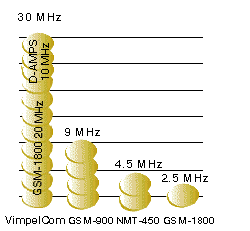 30 MHz
D-AMPS
10 MHz
GSM-1800 20 MHz
9 MHz
4.5 MHz
2.5 MHz
VimpelCom GSM-900 NMT-450 GSM-1800